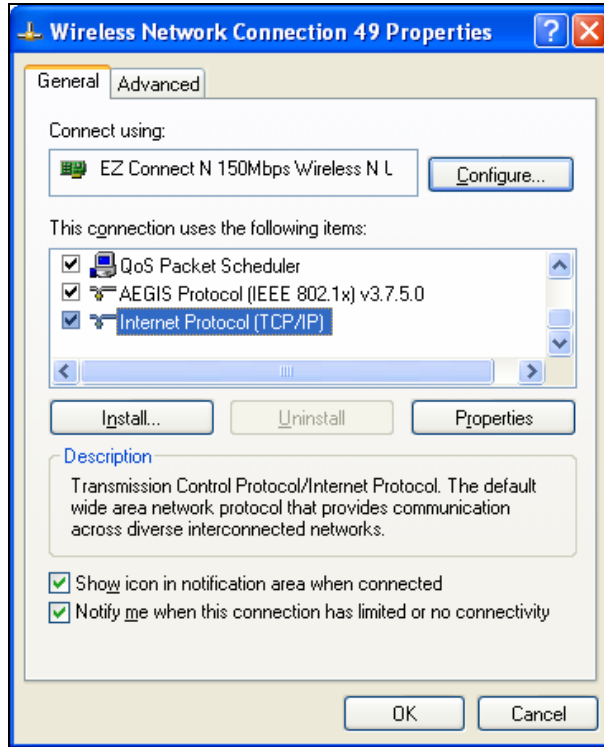 Wireless Network Connection 49 Properties
General Advanced
Connect using:
EZ Connect N 150Mbps Wireless N L
Configure...
This connection uses the following items:
QoS Packet Scheduler
AEGIS Protocol (IEEE 802.1x) v3.7.5.0
Internet Protocol (TCP/IP)
Install... Uninstall Properties
Description
Transmission Control Protocol/Internet Protocol. The default
wide area network protocol that provides communication
across diverse interconnected networks.
Show icon in notification area when connected
Notify me when this connection has limited or no connectivity
OK Cancel